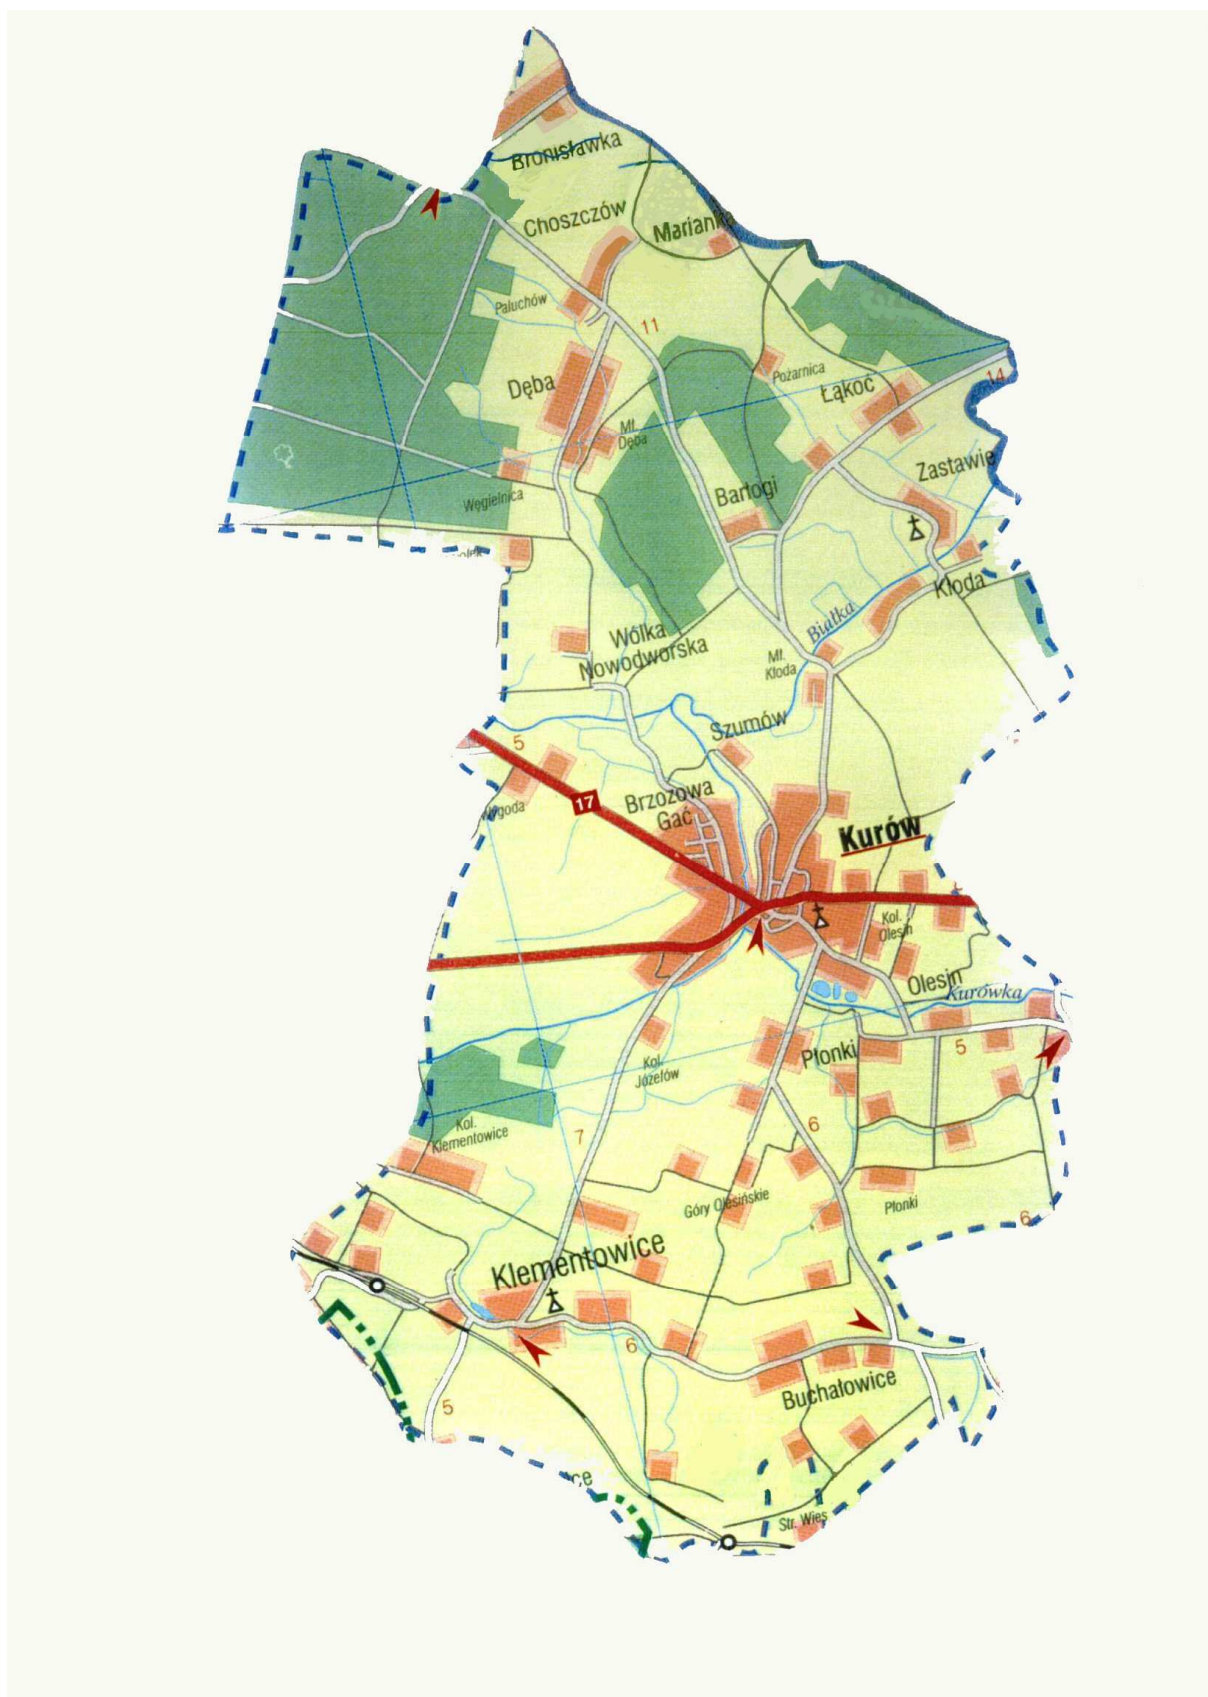 Bronisławka
Choszczów
Marianka
Paluchów
11
Dęba
Pożarnica
Łąkoć
14
Mł.
Dęba
Zastawie
Węgielnica
Bartogi
Kłoda
Białka
Wólka
Nowodworska
Mł.
Kłoda
Szumów
5
17
Brzozowa
Gać
Wygoda
Kurów
Kol.
Olesin
Olesin
Kurówka
Płonki
5
Kol.
Józefów
Kol.
Klementowice
7
6
Góry Olesińskie
Płonki
6
Klementowice
6
Buchałowice
5
ce
Str. Wieś